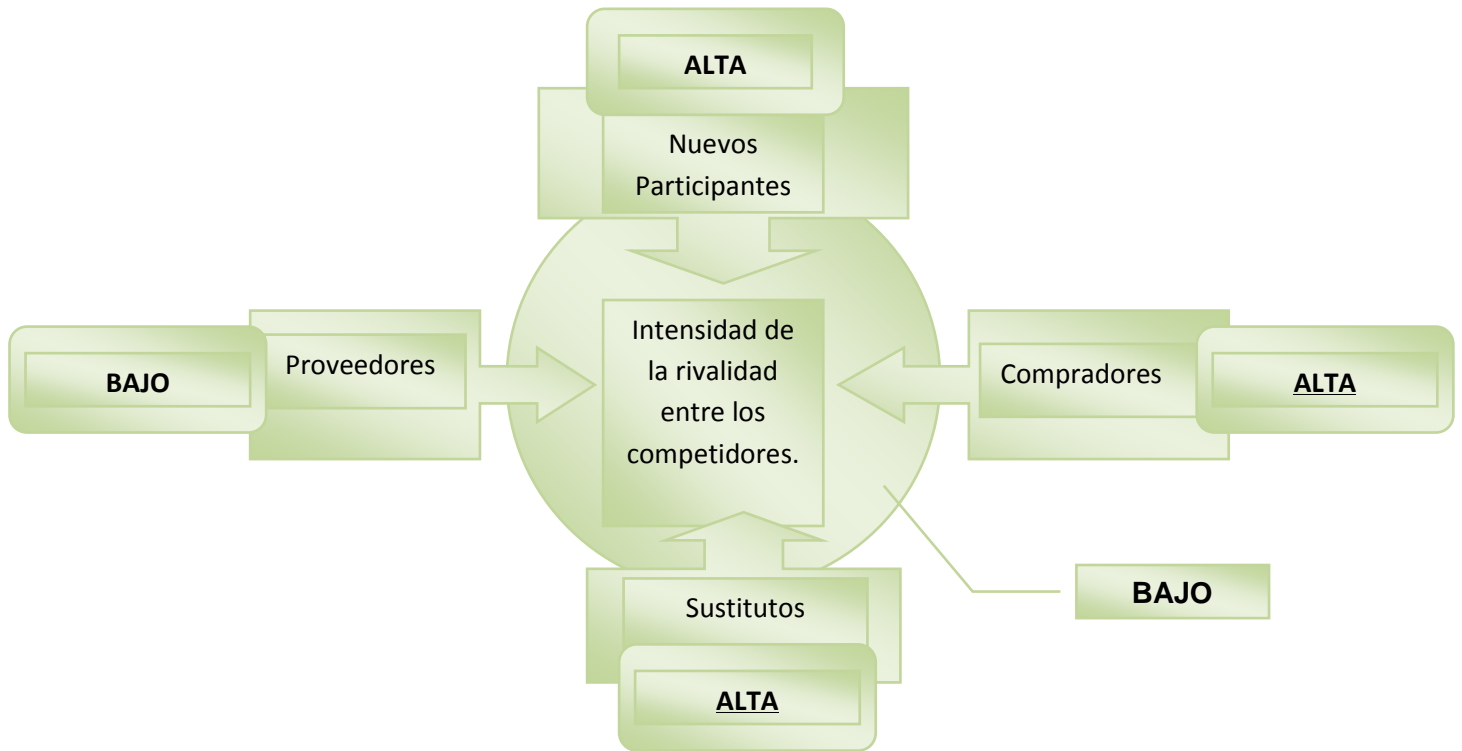 ALTA
Nuevos
Participantes
BAJO
Proveedores
Intensidad de
la rivalidad
entre los
competidores.
Compradores
ALTA
Sustitutos
ALTA
BAJO